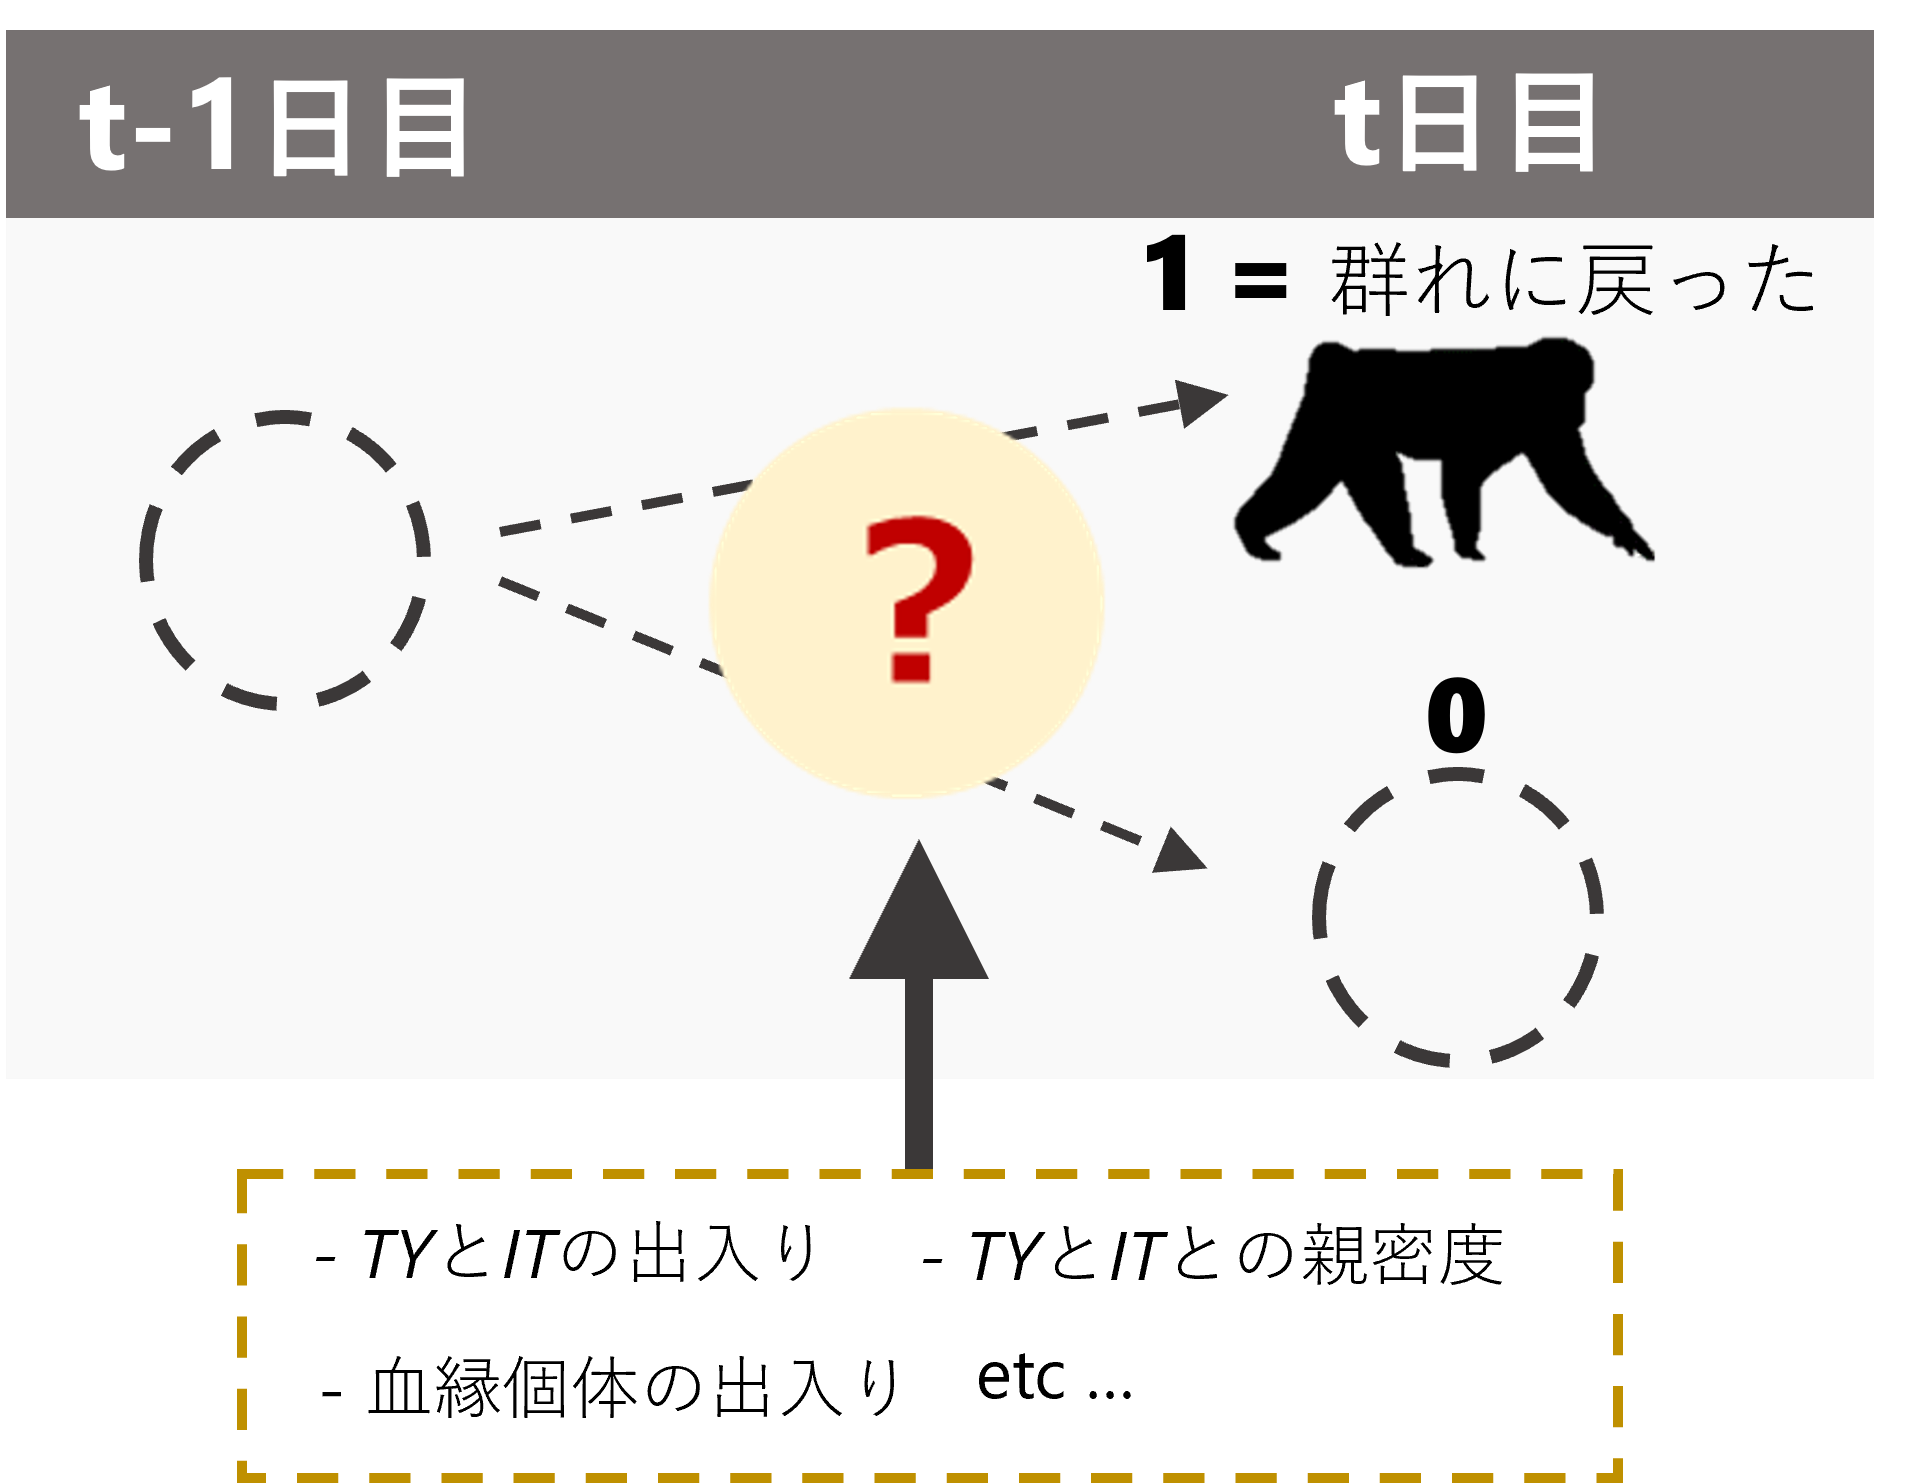 t-1日目 t日目
1 = 群れに戻った
?
0
- TYとITの出入り - TYとITとの親密度
- 血縁個体の出入り etc ...